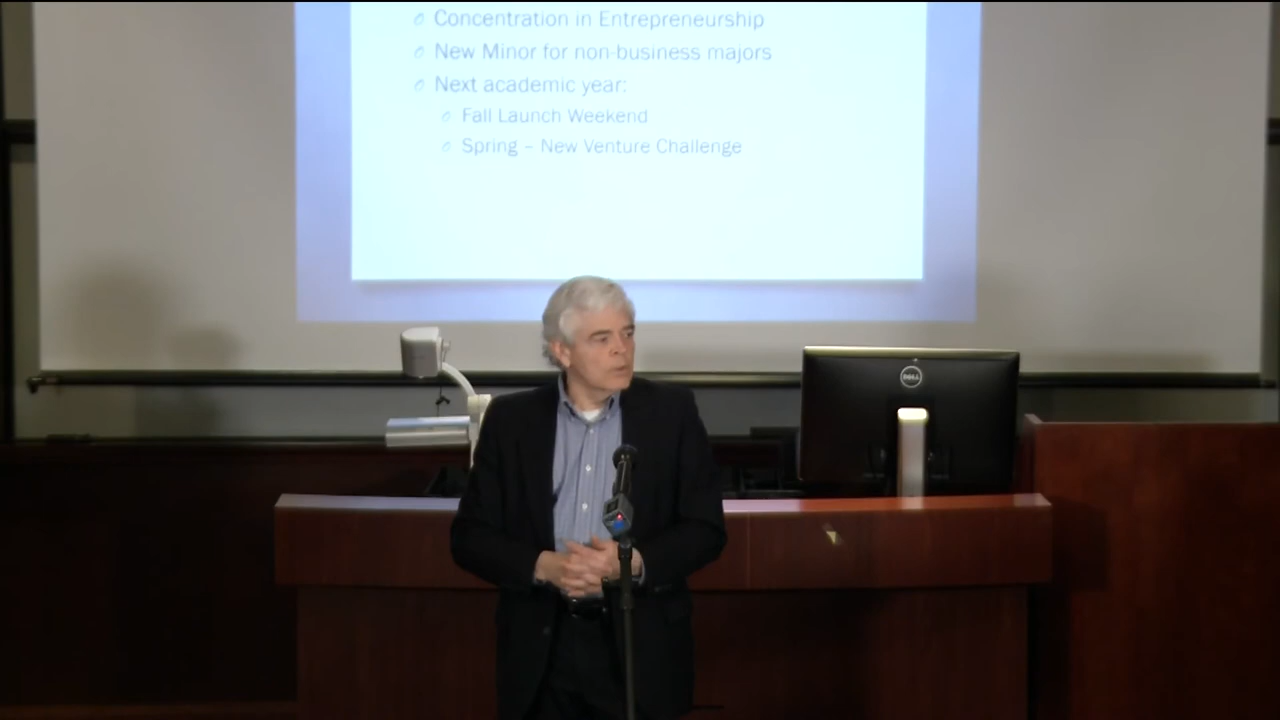 Concentration in Entrepreneurship
New Minor for non-business majors
Next academic year:
Fall Launch Weekend
Spring – New Venture Challenge
DELL